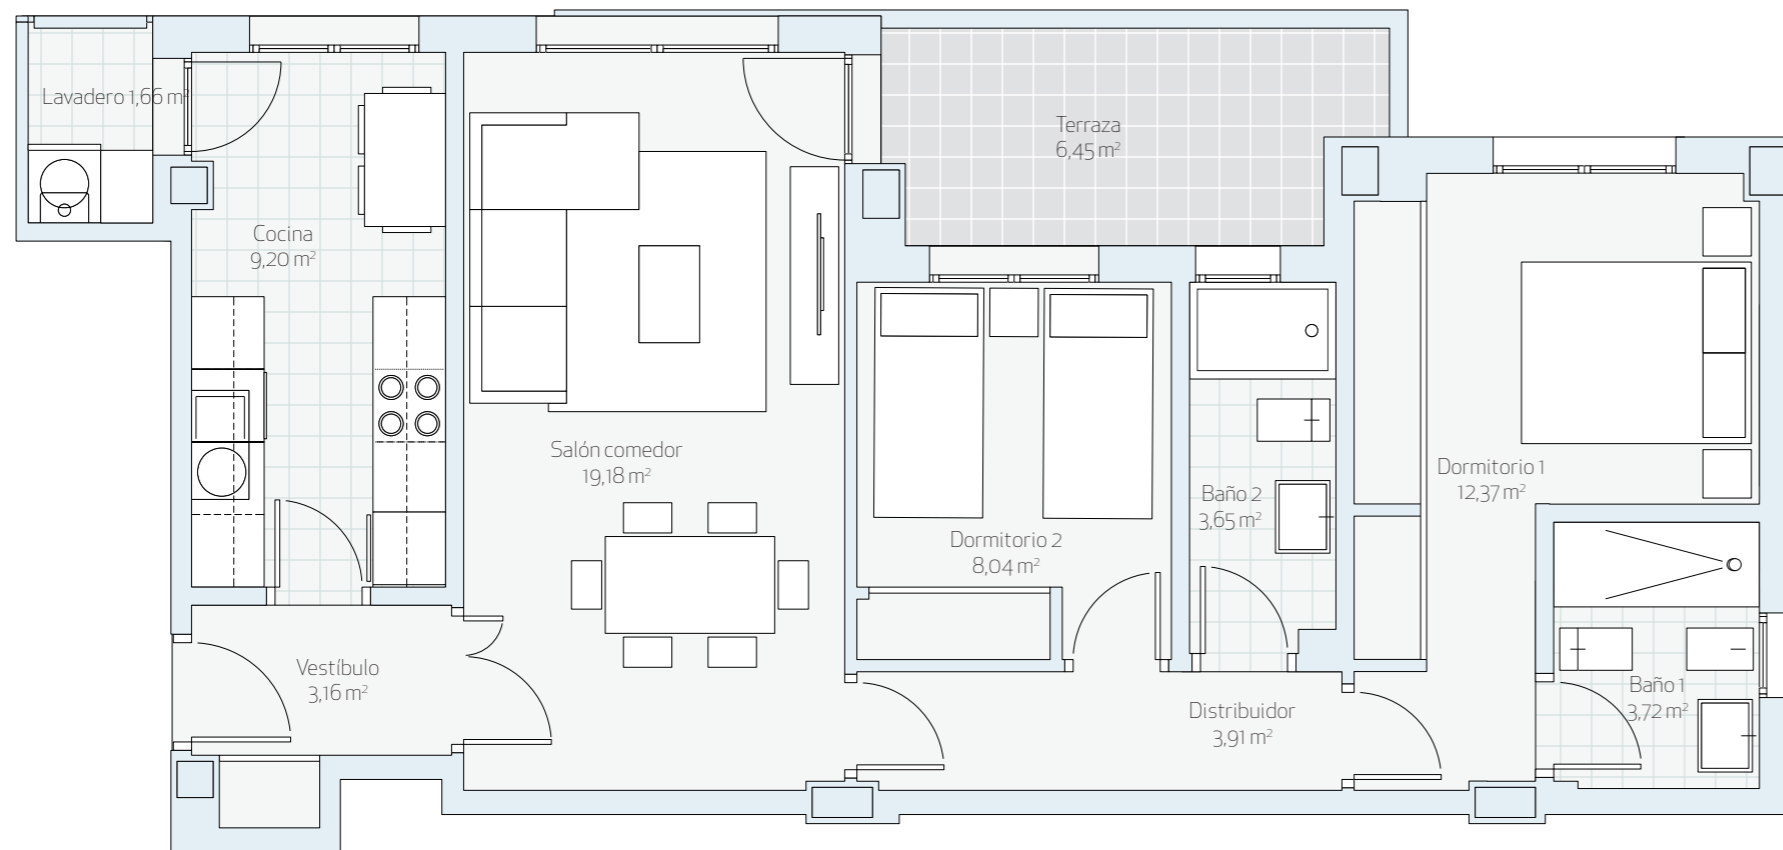 Lavadero 1,66 m²
Terraza
6,45 m²
Cocina
9,20 m²
Salón comedor
19,18 m²
Dormitorio 1
12,37 m²
Baño 2
3,65 m²
Dormitorio 2
8,04 m²
Vestíbulo
3,16 m²
Baño 1
3,72 m²
Distribuidor
3,91 m²